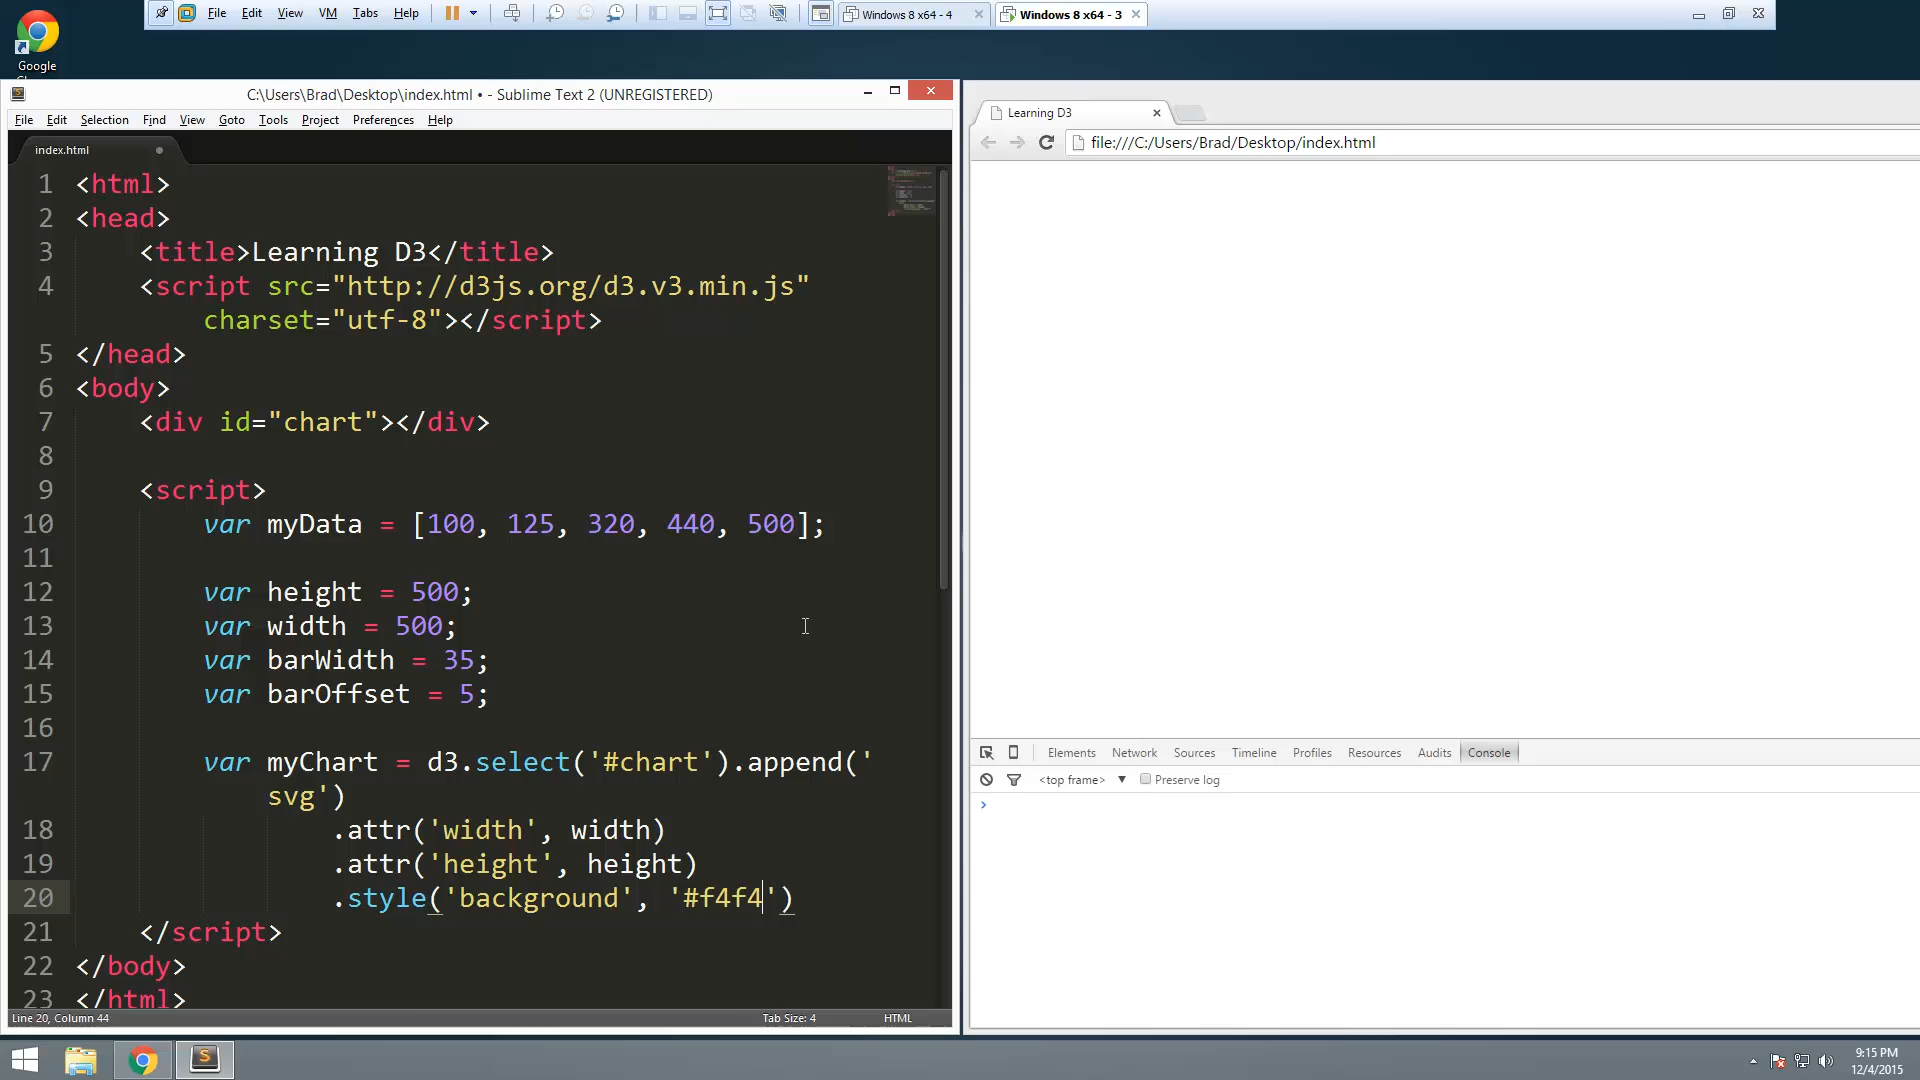 File Edit View VM Tabs Help
Windows 8 x64 - 4
Windows 8 x64 - 3
Google
C:\Users\Brad\Desktop\index.html • - Sublime Text 2 (UNREGISTERED)
File Edit Selection Find View Goto Tools Project Preferences Help
index.html
1 <html>
2 <head>
3 <title>Learning D3</title>
4 <script src="http://d3js.org/d3.v3.min.js"
charset="utf-8"></script>
5 </head>
6 <body>
7 <div id="chart"></div>
8
9 <script>
10 var myData = [100, 125, 320, 440, 500];
11
12 var height = 500;
13 var width = 500;
14 var barWidth = 35;
15 var barOffset = 5;
16
17 var myChart = d3.select('#chart').append('
svg')
18 .attr('width', width)
19 .attr('height', height)
20 .style('background', '#f4f4')
21 </script>
22 </body>
23 </html>
Line 20, Column 44
Tab Size: 4
HTML
Learning D3
file:///C:/Users/Brad/Desktop/index.html
Elements Network Sources Timeline Profiles Resources Audits Console
<top frame> ▼ Preserve log
>
9:15 PM
12/4/2015